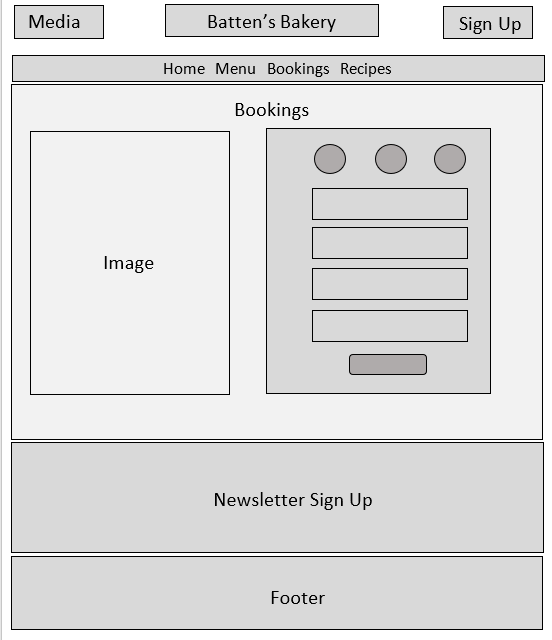 Media
Batten’s Bakery
Sign Up
Home Menu Bookings Recipes
Bookings
Image
Newsletter Sign Up
Footer